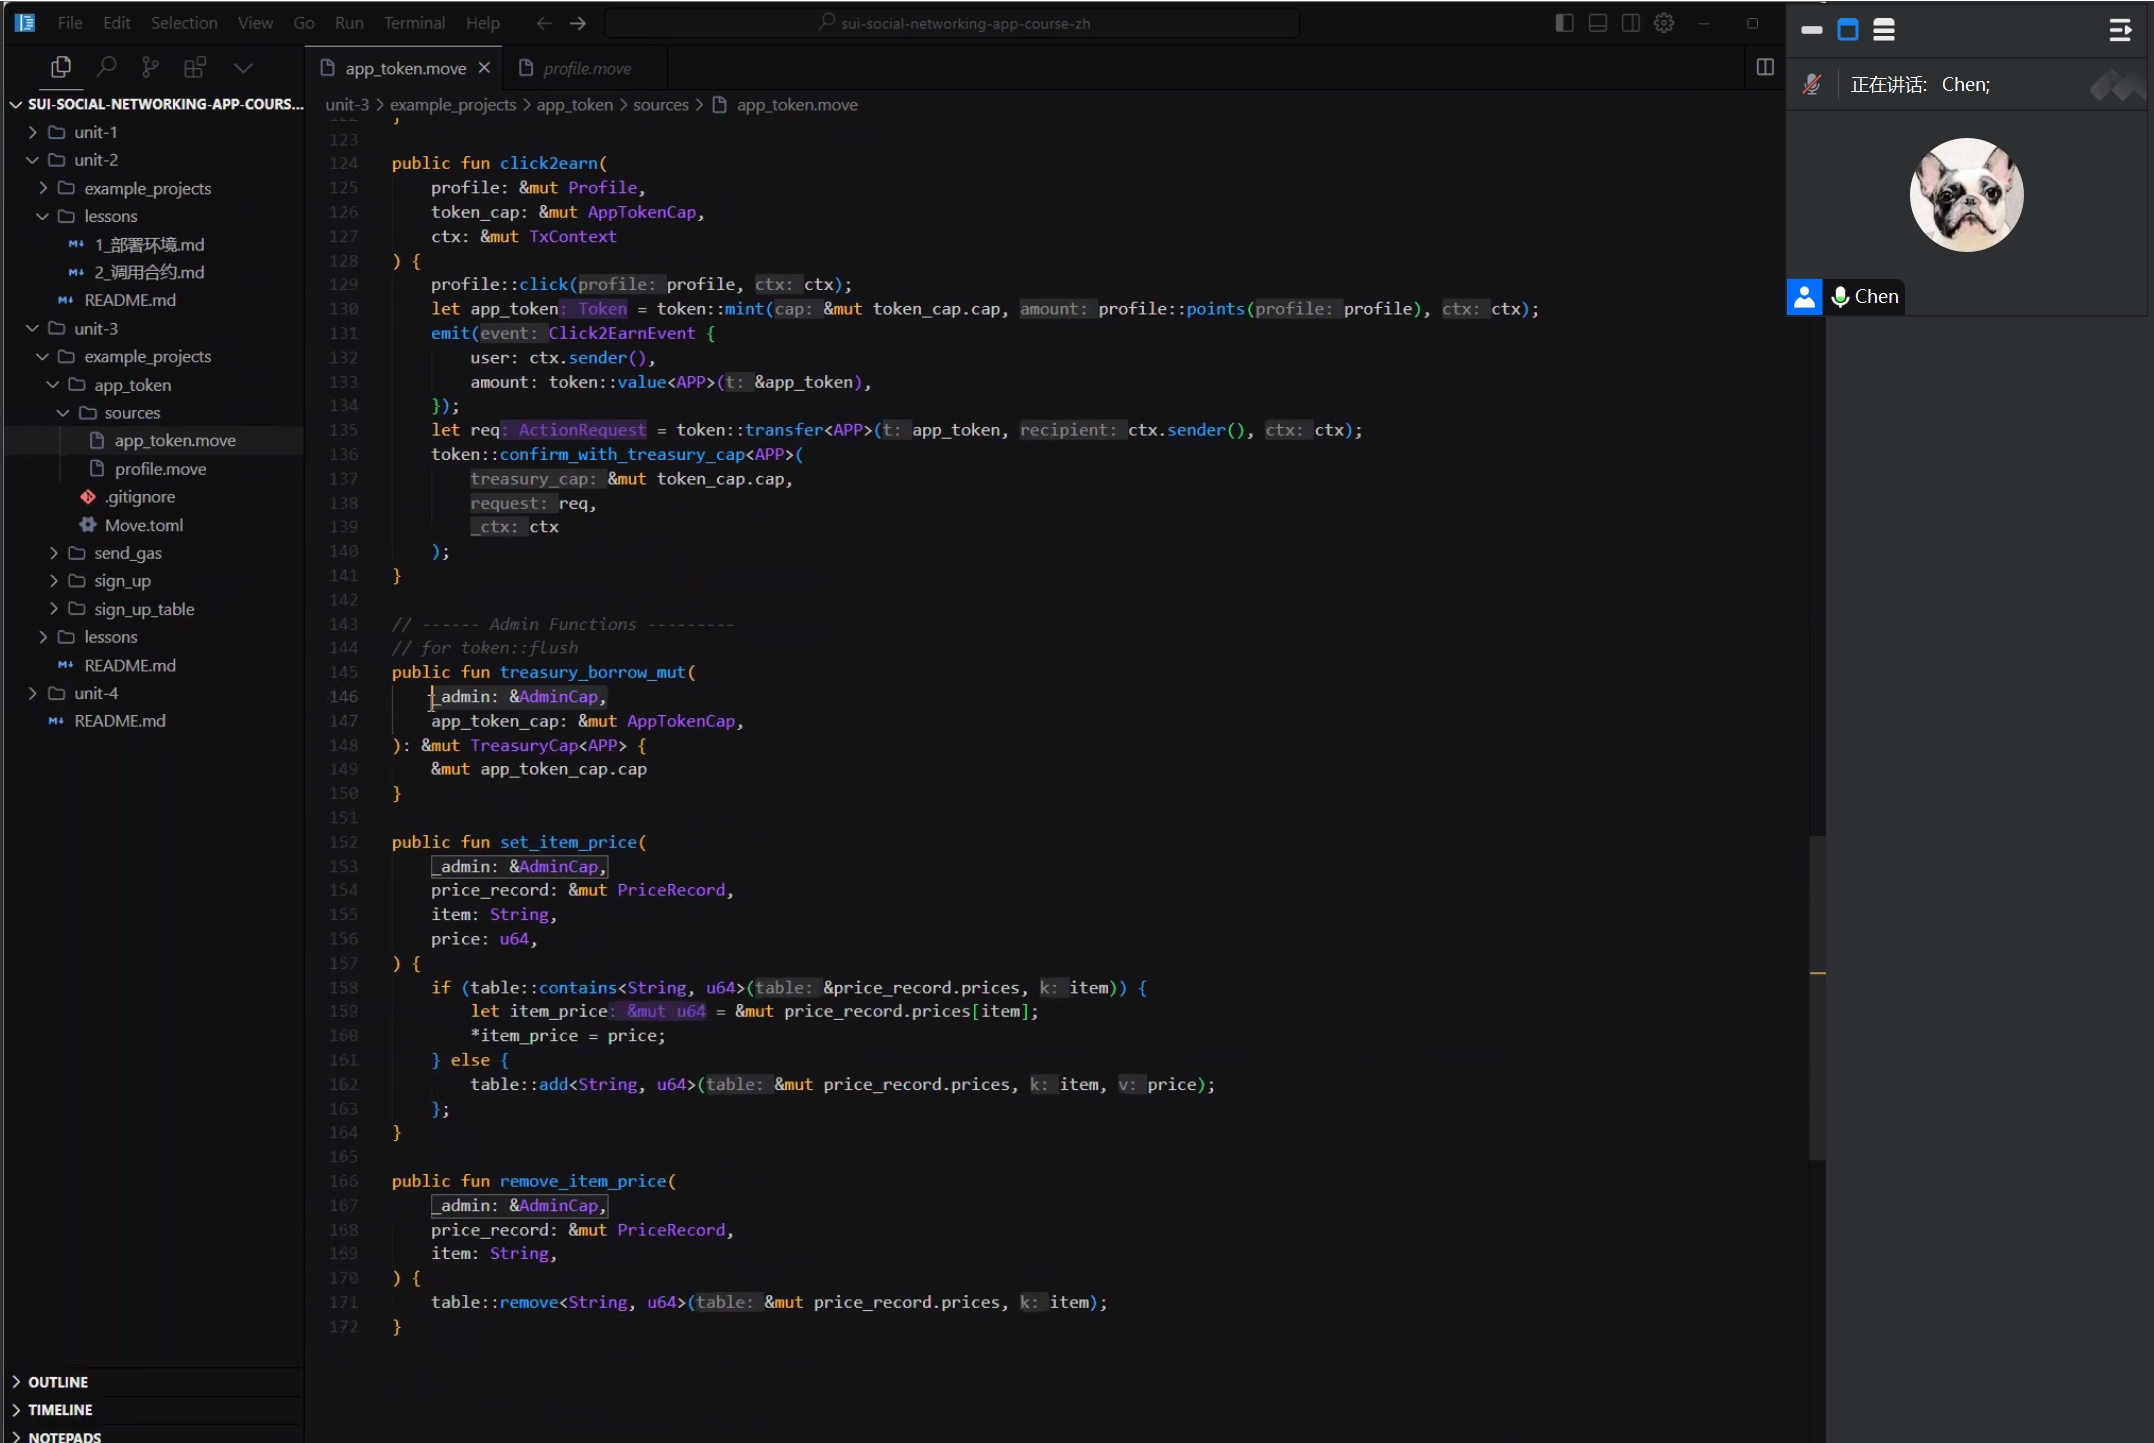 File Edit Selection View Go Run Terminal Help
sui-social-networking-app-course-zh
正在讲话: Chen;
Chen
SUI-SOCIAL-NETWORKING-APP-COURS...
unit-1
unit-2
example_projects
lessons
1_部署环境.md
2_调用合约.md
README.md
unit-3
example_projects
app_token
sources
app_token.move
profile.move
.gitignore
Move.toml
send_gas
sign_up
sign_up_table
lessons
README.md
unit-4
README.md
OUTLINE
TIMELINE
NOTEPADS
app_token.move
profile.move
unit-3 > example_projects > app_token > sources > app_token.move
122 }
123
124 public fun click2earn(
125 profile: &mut Profile,
126 token_cap: &mut AppTokenCap,
127 ctx: &mut TxContext
128 ) {
129 profile::click(profile: profile, ctx: ctx);
130 let app_token: Token = token::mint(cap: &mut token_cap.cap, amount: profile::points(profile: profile), ctx: ctx);
131 emit(event: Click2EarnEvent {
132 user: ctx.sender(),
133 amount: token::value<APP>(t: &app_token),
134 });
135 let req: ActionRequest = token::transfer<APP>(t: app_token, recipient: ctx.sender(), ctx: ctx);
136 token::confirm_with_treasury_cap<APP>(
137 treasury_cap: &mut token_cap.cap,
138 request: req,
139 _ctx: ctx
140 );
141 }
142
143 // ------ Admin Functions ---------
144 // for token::flush
145 public fun treasury_borrow_mut(
146 _admin: &AdminCap,
147 app_token_cap: &mut AppTokenCap,
148 ): &mut TreasuryCap<APP> {
149 &mut app_token_cap.cap
150 }
151
152 public fun set_item_price(
153 _admin: &AdminCap,
154 price_record: &mut PriceRecord,
155 item: String,
156 price: u64,
157 ) {
158 if (table::contains<String, u64>(table: &price_record.prices, k: item)) {
159 let item_price: &mut u64 = &mut price_record.prices[item];
160 *item_price = price;
161 } else {
162 table::add<String, u64>(table: &mut price_record.prices, k: item, v: price);
163 };
164 }
165
166 public fun remove_item_price(
167 _admin: &AdminCap,
168 price_record: &mut PriceRecord,
169 item: String,
170 ) {
171 table::remove<String, u64>(table: &mut price_record.prices, k: item);
172 }